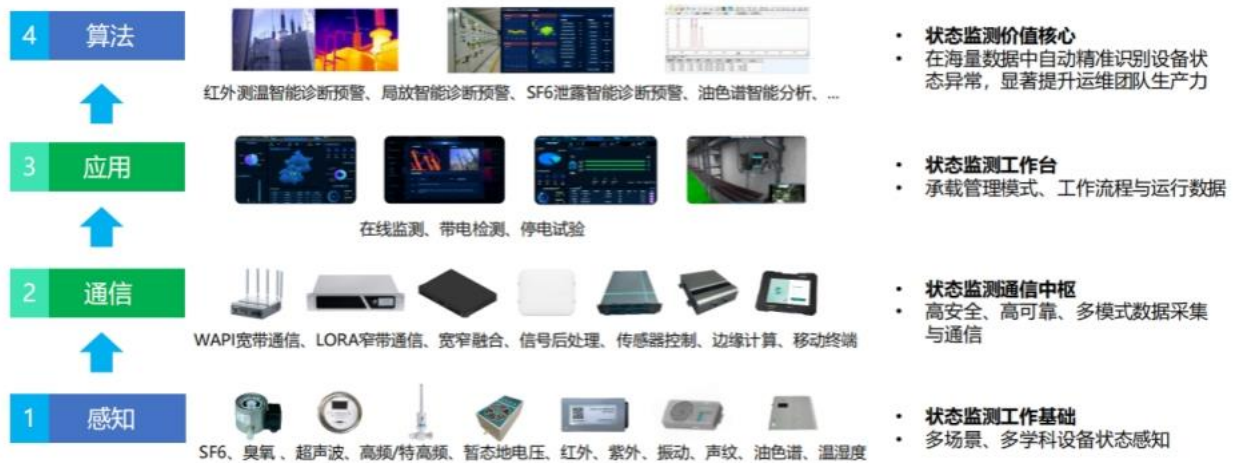 4 算法
红外测温智能诊断预警、局放智能诊断预警、SF6泄露智能诊断预警、油色谱智能分析、...
• 状态监测价值核心
• 在海量数据中自动精准识别设备状
态异常，显著提升运维团队生产力
3 应用
在线监测、带电检测、停电试验
• 状态监测工作台
• 承载管理模式、工作流程与运行数据
2 通信
WAPI宽带通信、LORA窄带通信、宽窄融合、信号后处理、传感器控制、边缘计算、移动终端
• 状态监测通信中枢
• 高安全、高可靠、多模式数据采集
与通信
1 感知
SF6、臭氧 、超声波、高频/特高频、暂态地电压、红外、紫外、振动、声纹、油色谱、温湿度
• 状态监测工作基础
• 多场景、多学科设备状态感知